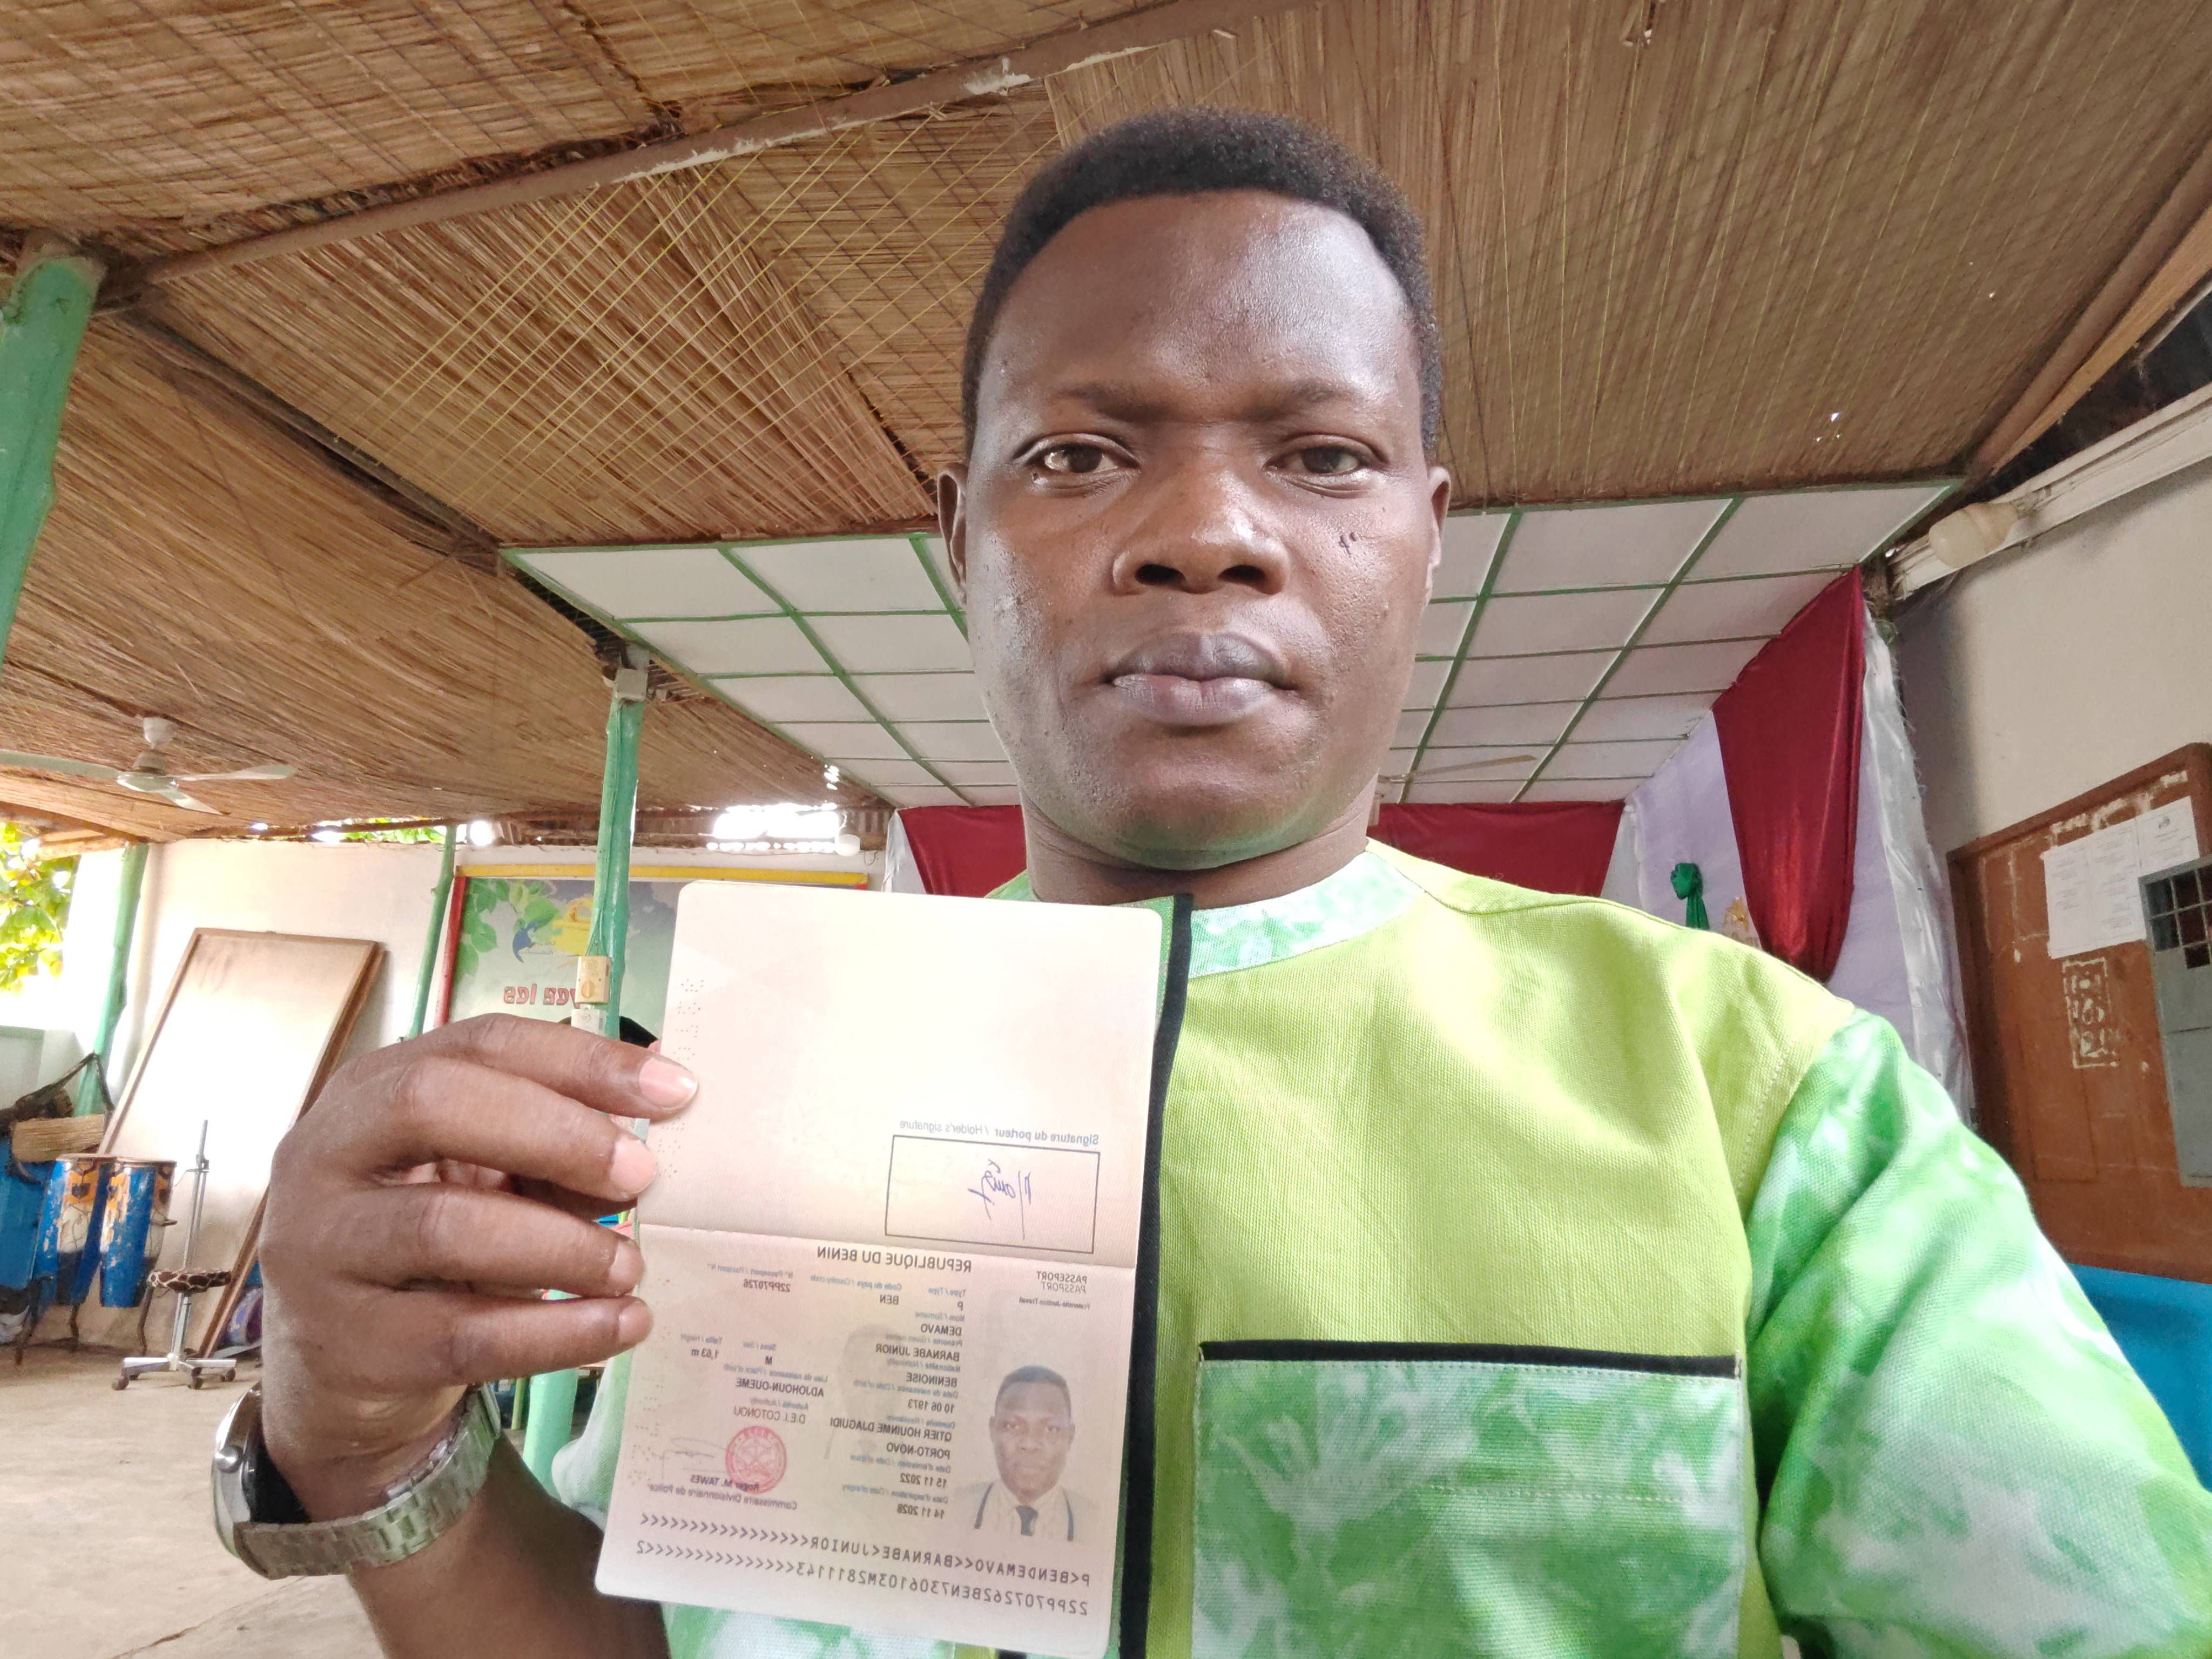 Signature du porteur / Holder's signature
REPUBLIQUE DU BENIN
PASSEPORT
PASSPORT
Fraternité-Justice-Travail
Type / Type
P
Code du pays / Country code
BEN
N° Passeport / Passport N°
22PP70726
Nom / Surname
DEMAVO
Prénoms / Given names
BARNABE JUNIOR
Nationalité / Nationality
BENINOISE
Sexe / Sex
M
Taille / Height
1,63 m
Date de naissance / Date of birth
10 06 1973
Lieu de naissance / Place of birth
ADJOHOUN-OUEME
Domicile / Residence
QTIER HOUINME DJAGUIDI
PORTO-NOVO
Autorité / Authority
D.E.I. COTONOU
Date d'émission / Date of issue
15 11 2022
Date d'expiration / Date of expiry
14 11 2028
Roger M. TAWES
Commissaire Divisionnaire de Police
P<BENDEMAVO<<BARNABE<JUNIOR<<<<<<<<<<<<<<<<<
22PP707262BEN7306103M2811143<<<<<<<<<<<<<<<2